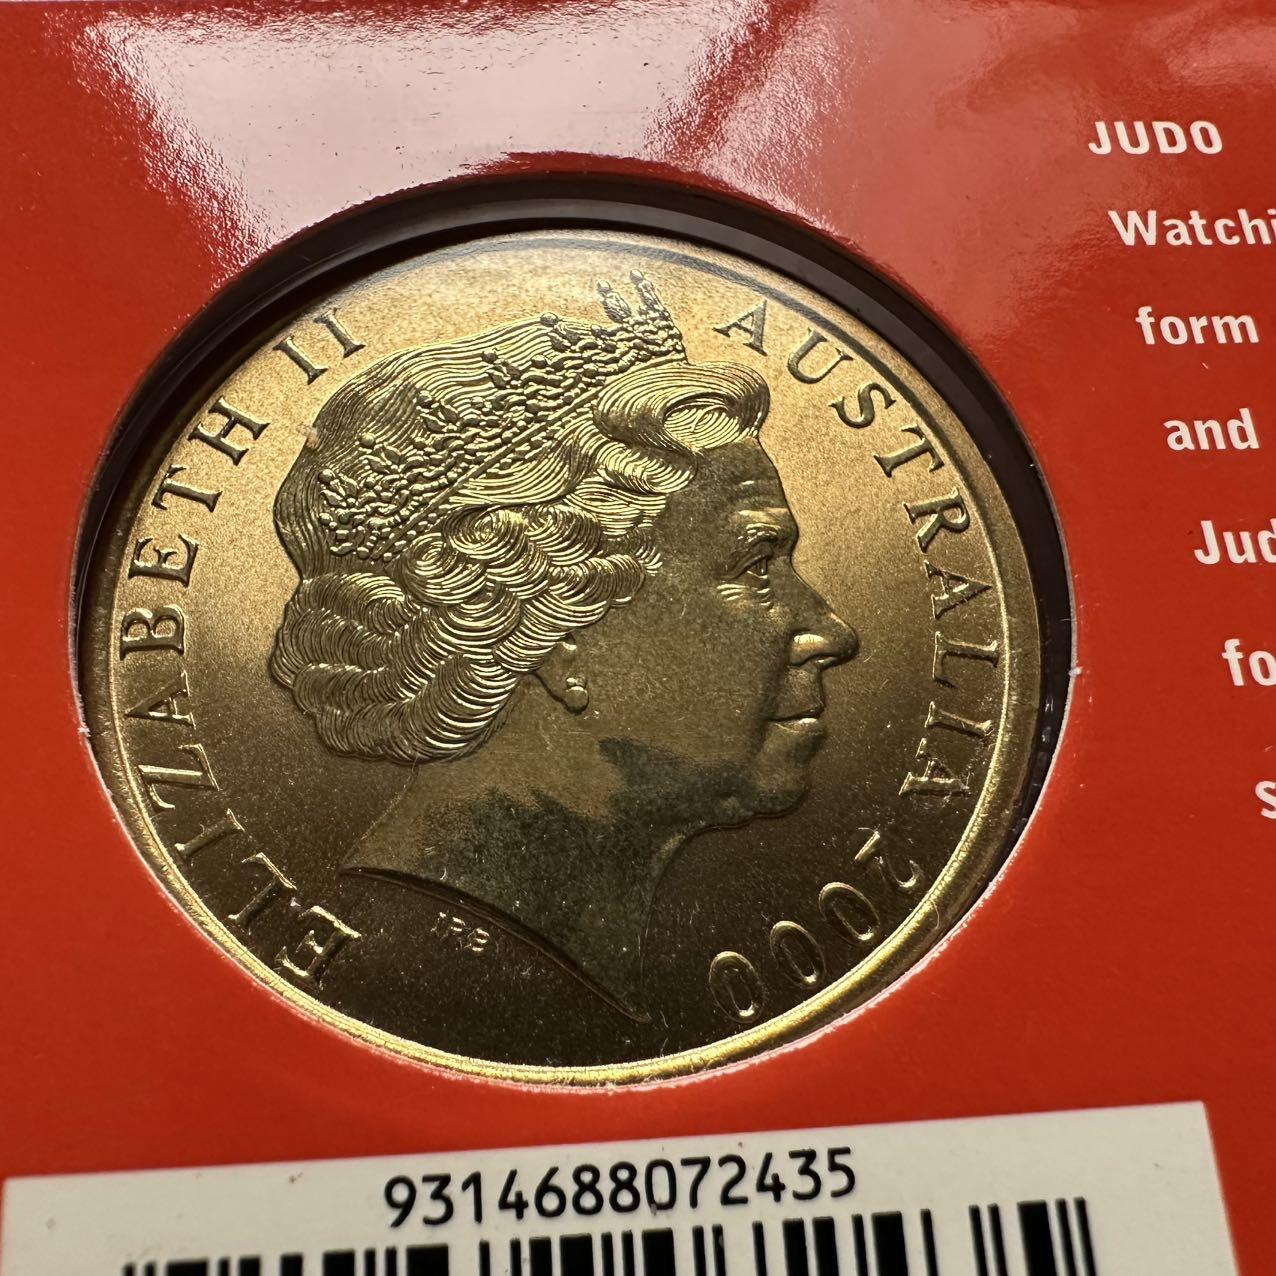 JUDO
Watchi
form
and
Jud
fo
s
ELIZABETH II AUSTRALIA 2000
IRB
9314688072435